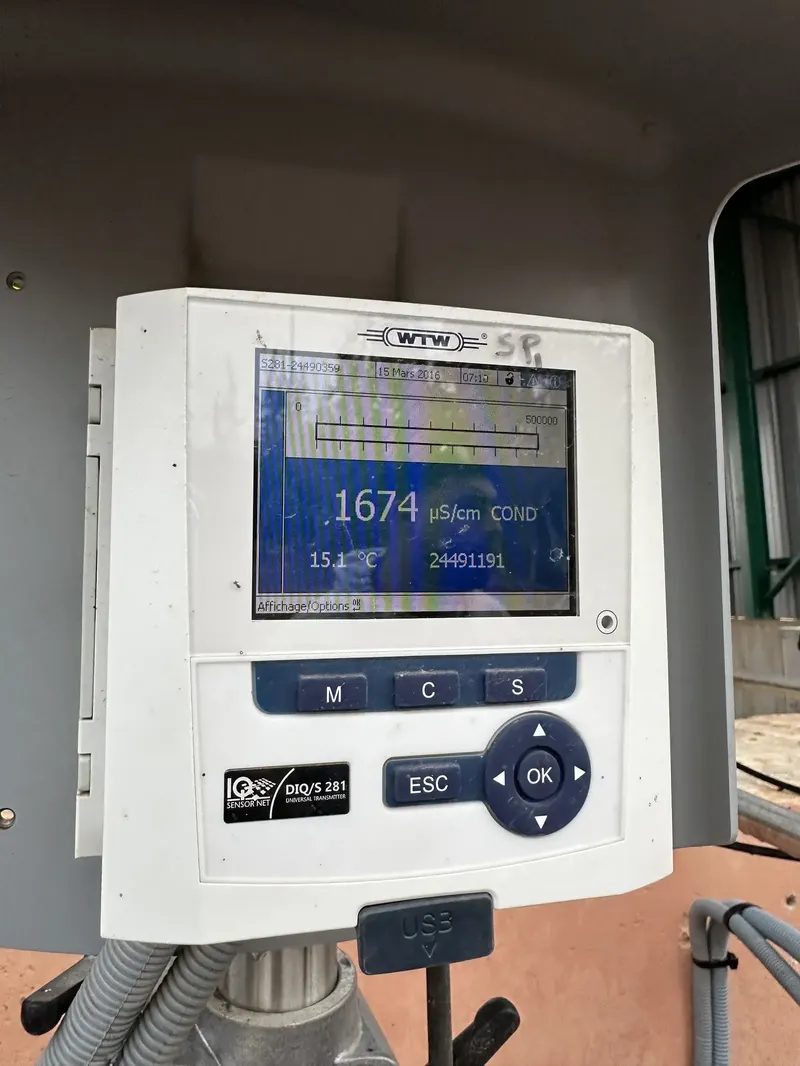 WTW ® SP1
S281-24490359 15 Mars 2016 07:10
0 500000
1674 µS/cm COND
15.1 °C 24491191
Affichage/Options OK
M C S
IQ SENSOR NET DIQ/S 281
UNIVERSAL TRANSMITTER
ESC OK
USB